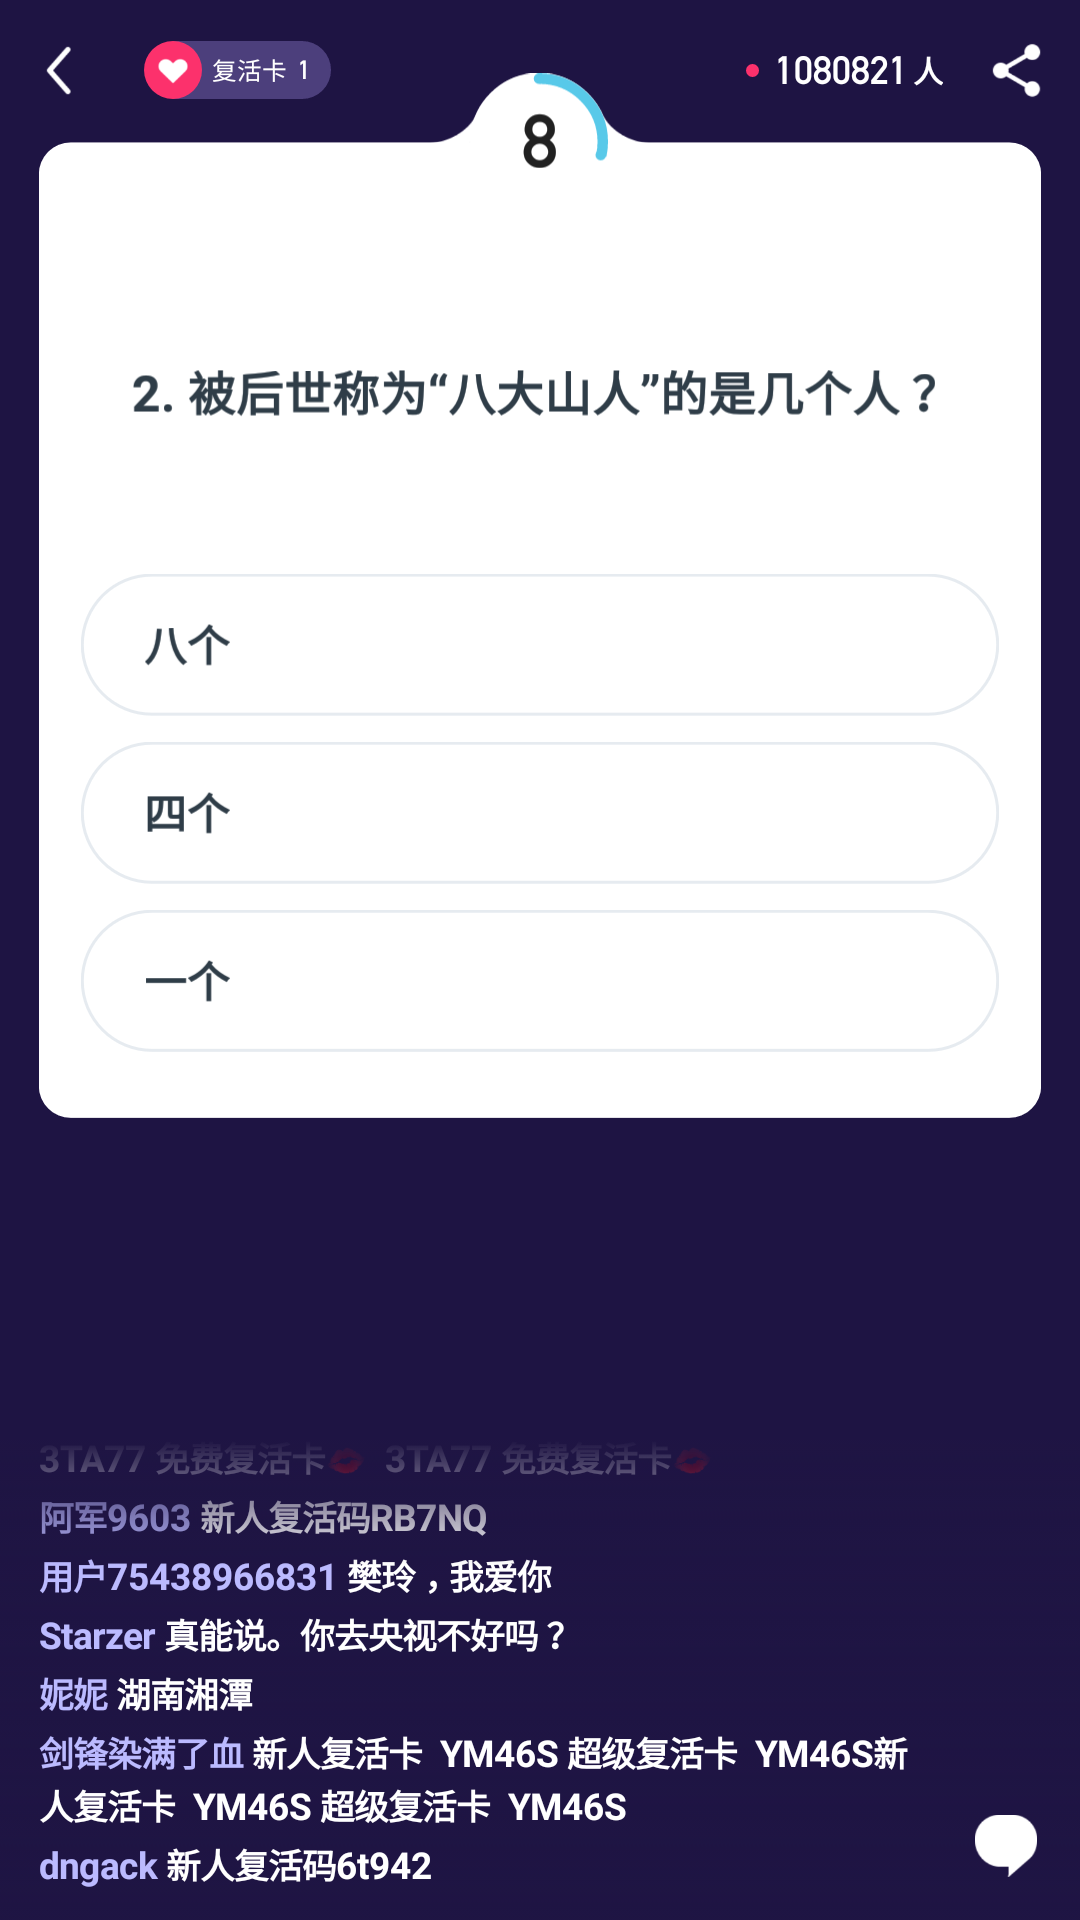 复活卡 1
1080821 人
8
2. 被后世称为“八大山人”的是几个人？
八个
四个
一个
3TA77 免费复活卡💋 3TA77 免费复活卡💋
阿军9603 新人复活码RB7NQ
用户75438966831 樊玲，我爱你
Starzer 真能说。你去央视不好吗？
妮妮 湖南湘潭
剑锋染满了血 新人复活卡 YM46S 超级复活卡 YM46S新
人复活卡 YM46S 超级复活卡 YM46S
dngack 新人复活码6t942